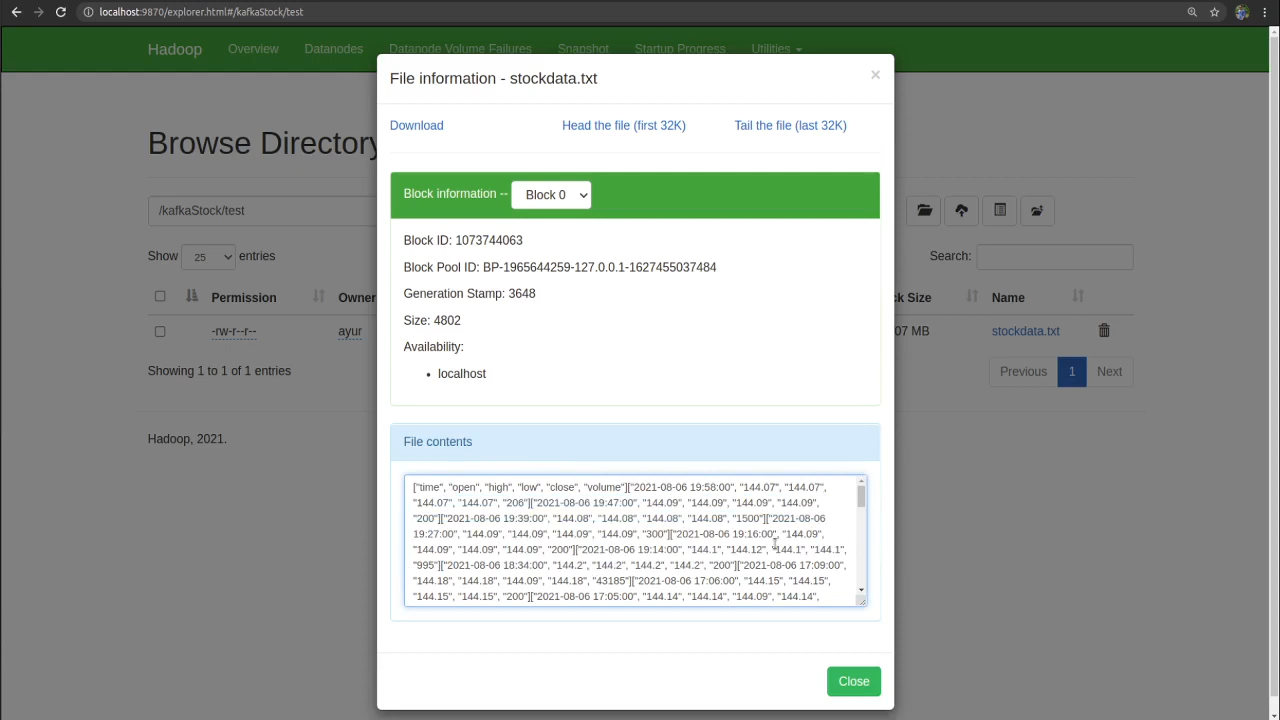 localhost:9870/explorer.html#/kafkaStock/test
Hadoop Overview Datanodes Datanode Volume Failures Snapshot Startup Progress Utilities
File information - stockdata.txt ×
Download Head the file (first 32K) Tail the file (last 32K)
Browse Directory
Block information -- Block 0
/kafkaStock/test
Block ID: 1073744063
Show 25 entries Search:
Block Pool ID: BP-1965644259-127.0.0.1-1627455037484
Generation Stamp: 3648
Permission Owner ck Size Name
Size: 4802
-rw-r--r-- ayur 07 MB stockdata.txt
Availability:
localhost
Showing 1 to 1 of 1 entries Previous 1 Next
Hadoop, 2021.
File contents
["time", "open", "high", "low", "close", "volume"]["2021-08-06 19:58:00", "144.07", "144.07",
"144.07", "144.07", "206"]["2021-08-06 19:47:00", "144.09", "144.09", "144.09", "144.09",
"200"]["2021-08-06 19:39:00", "144.08", "144.08", "144.08", "144.08", "1500"]["2021-08-06
19:27:00", "144.09", "144.09", "144.09", "144.09", "300"]["2021-08-06 19:16:00", "144.09",
"144.09", "144.09", "144.09", "200"]["2021-08-06 19:14:00", "144.1", "144.12", "144.1", "144.1",
"995"]["2021-08-06 18:34:00", "144.2", "144.2", "144.2", "144.2", "200"]["2021-08-06 17:09:00",
"144.18", "144.18", "144.09", "144.18", "43185"]["2021-08-06 17:06:00", "144.15", "144.15",
"144.15", "144.15", "200"]["2021-08-06 17:05:00", "144.14", "144.14", "144.09", "144.14",
Close